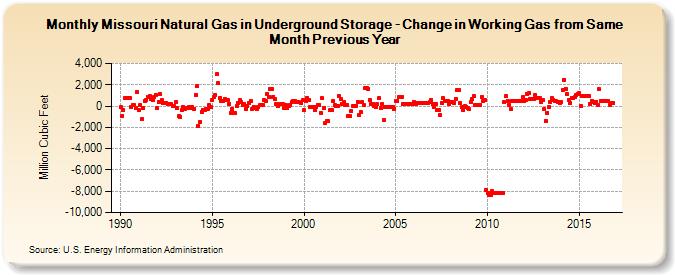 Monthly Missouri Natural Gas in Underground Storage - Change in Working Gas from Same
Month Previous Year
Million Cubic Feet
4,000
2,000
0
-2,000
-4,000
-6,000
-8,000
-10,000
1990 1995 2000 2005 2010 2015
Source: U.S. Energy Information Administration